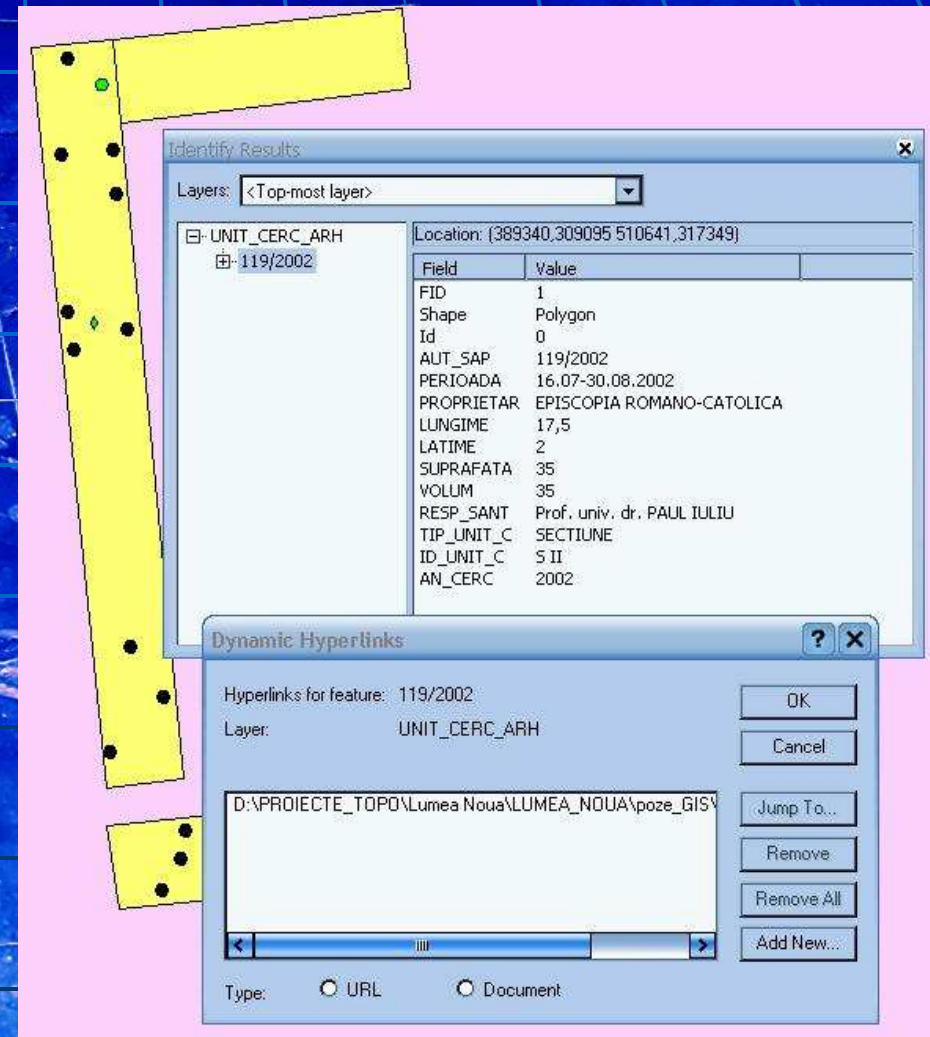 Identify Results
Layers: <Top-most layer>
UNIT_CERC_ARH
119/2002
Location: (389340,309095 510641,317349)
Field Value
FID 1
Shape Polygon
Id 0
AUT_SAP 119/2002
PERIOADA 16.07-30.08.2002
PROPRIETAR EPISCOPIA ROMANO-CATOLICA
LUNGIME 17,5
LATIME 2
SUPRAFATA 35
VOLUM 35
RESP_SANT Prof. univ. dr. PAUL IULIU
TIP_UNIT_C SECTIUNE
ID_UNIT_C S II
AN_CERC 2002
Dynamic Hyperlinks
Hyperlinks for feature: 119/2002
Layer: UNIT_CERC_ARH
OK
Cancel
D:\PROIECTE_TOPO\Lumea Noua\LUMEA_NOUA\poze_GIS\
Jump To...
Remove
Remove All
Add New...
Type: URL Document